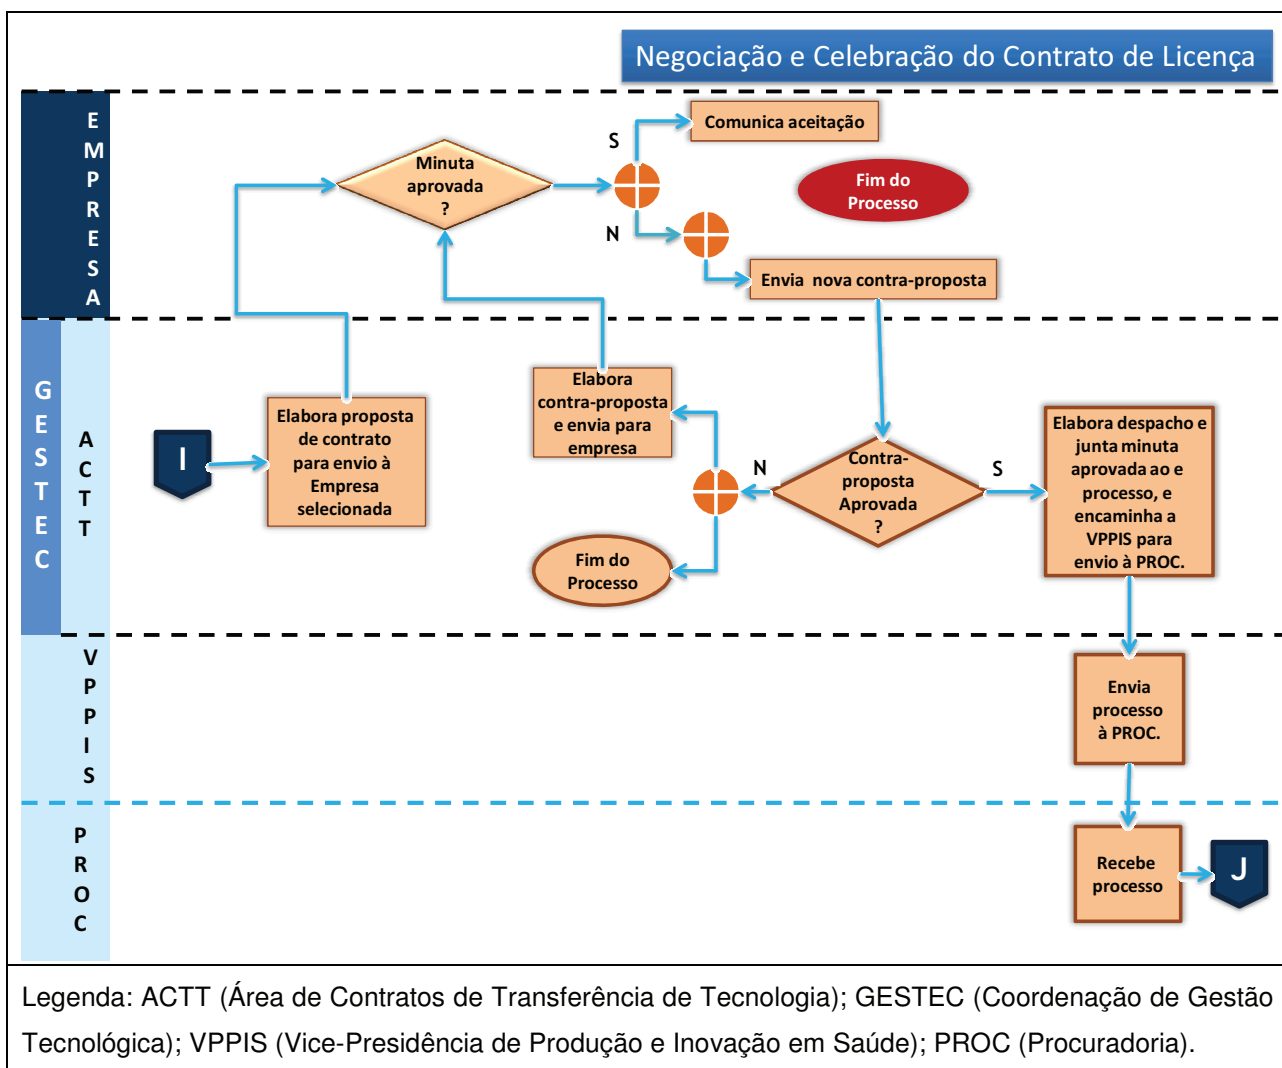 Negociação e Celebração do Contrato de Licença
E
M
P
R
E
S
A
Minuta
aprovada
?
S
N
Comunica aceitação
Fim do
Processo
Envia nova contra-proposta
G
E
S
T
E
C
A
C
T
T
I
Elabora proposta
de contrato
para envio à
Empresa
selecionada
Elabora
contra-proposta
e envia para
empresa
Fim do
Processo
N
Contra-
proposta
Aprovada
?
S
Elabora despacho e
junta minuta
aprovada ao e
processo, e
encaminha a
VPPIS para
envio à PROC.
V
P
P
I
S
Envia
processo
à PROC.
P
R
O
C
Recebe
processo
J
Legenda: ACTT (Área de Contratos de Transferência de Tecnologia); GESTEC (Coordenação de Gestão
Tecnológica); VPPIS (Vice-Presidência de Produção e Inovação em Saúde); PROC (Procuradoria).